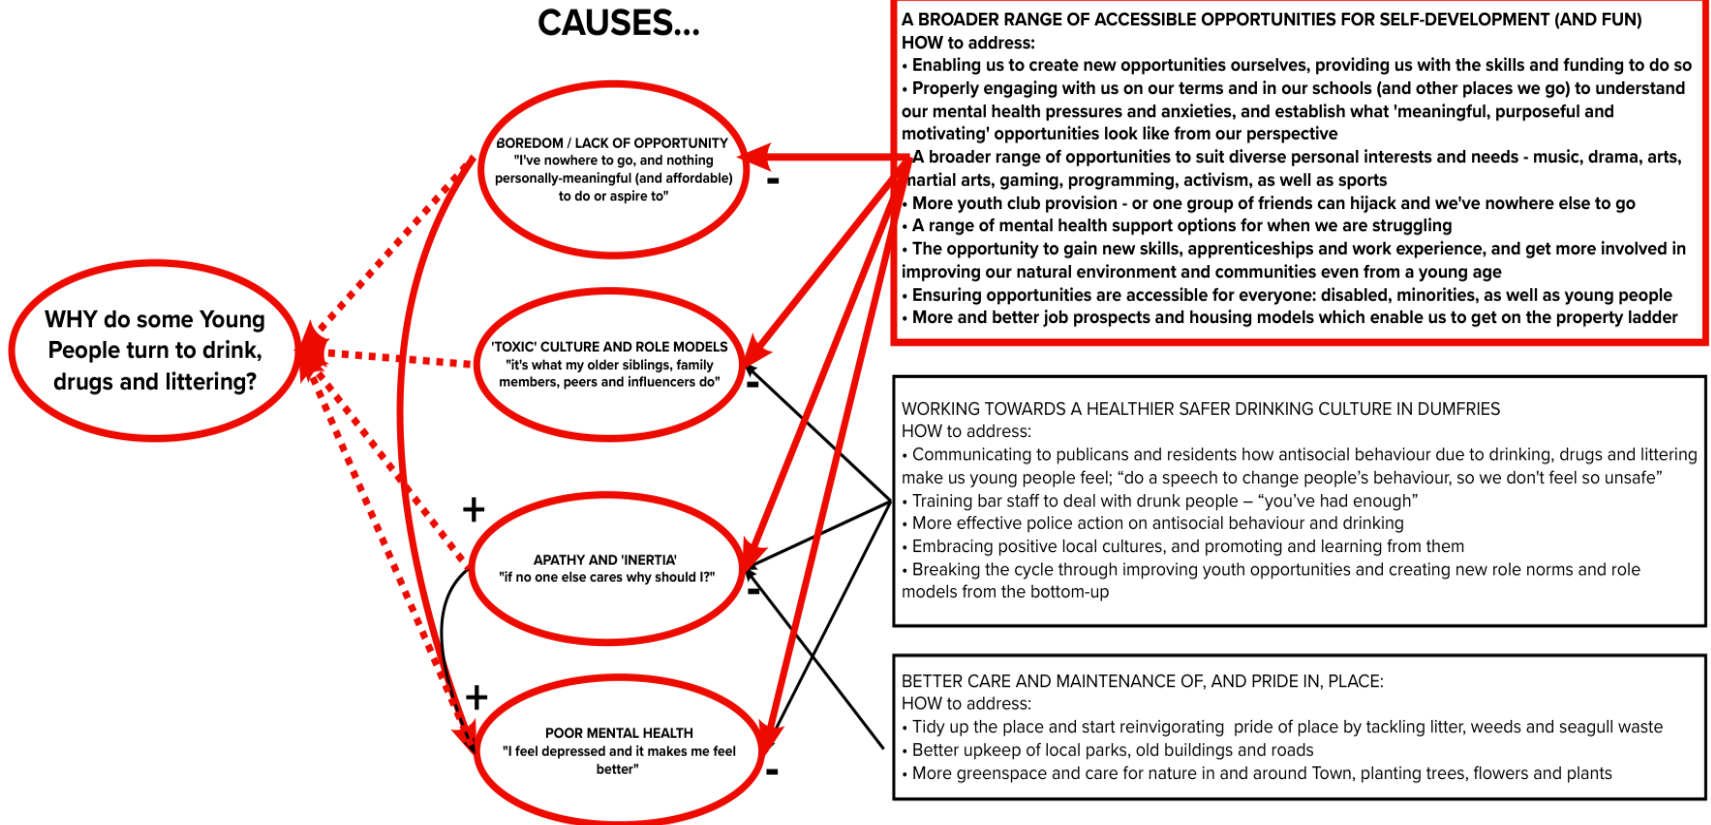 CAUSES...
WHY do some Young
People turn to drink,
drugs and littering?
BOREDOM / LACK OF OPPORTUNITY
"I've nowhere to go, and nothing
personally-meaningful (and affordable)
to do or aspire to"
-
'TOXIC' CULTURE AND ROLE MODELS
"it's what my older siblings, family
members, peers and influencers do"
-
+
APATHY AND 'INERTIA'
"if no one else cares why should I?"
-
+
POOR MENTAL HEALTH
"I feel depressed and it makes me feel
better"
-
A BROADER RANGE OF ACCESSIBLE OPPORTUNITIES FOR SELF-DEVELOPMENT (AND FUN)
HOW to address:
• Enabling us to create new opportunities ourselves, providing us with the skills and funding to do so
• Properly engaging with us on our terms and in our schools (and other places we go) to understand
our mental health pressures and anxieties, and establish what 'meaningful, purposeful and
motivating' opportunities look like from our perspective
A broader range of opportunities to suit diverse personal interests and needs - music, drama, arts,
martial arts, gaming, programming, activism, as well as sports
• More youth club provision - or one group of friends can hijack and we've nowhere else to go
• A range of mental health support options for when we are struggling
• The opportunity to gain new skills, apprenticeships and work experience, and get more involved in
improving our natural environment and communities even from a young age
• Ensuring opportunities are accessible for everyone: disabled, minorities, as well as young people
• More and better job prospects and housing models which enable us to get on the property ladder
WORKING TOWARDS A HEALTHIER SAFER DRINKING CULTURE IN DUMFRIES
HOW to address:
• Communicating to publicans and residents how antisocial behaviour due to drinking, drugs and littering
make us young people feel; “do a speech to change people’s behaviour, so we don't feel so unsafe”
• Training bar staff to deal with drunk people – “you’ve had enough”
• More effective police action on antisocial behaviour and drinking
• Embracing positive local cultures, and promoting and learning from them
• Breaking the cycle through improving youth opportunities and creating new role norms and role
models from the bottom-up
BETTER CARE AND MAINTENANCE OF, AND PRIDE IN, PLACE:
HOW to address:
• Tidy up the place and start reinvigorating pride of place by tackling litter, weeds and seagull waste
• Better upkeep of local parks, old buildings and roads
• More greenspace and care for nature in and around Town, planting trees, flowers and plants